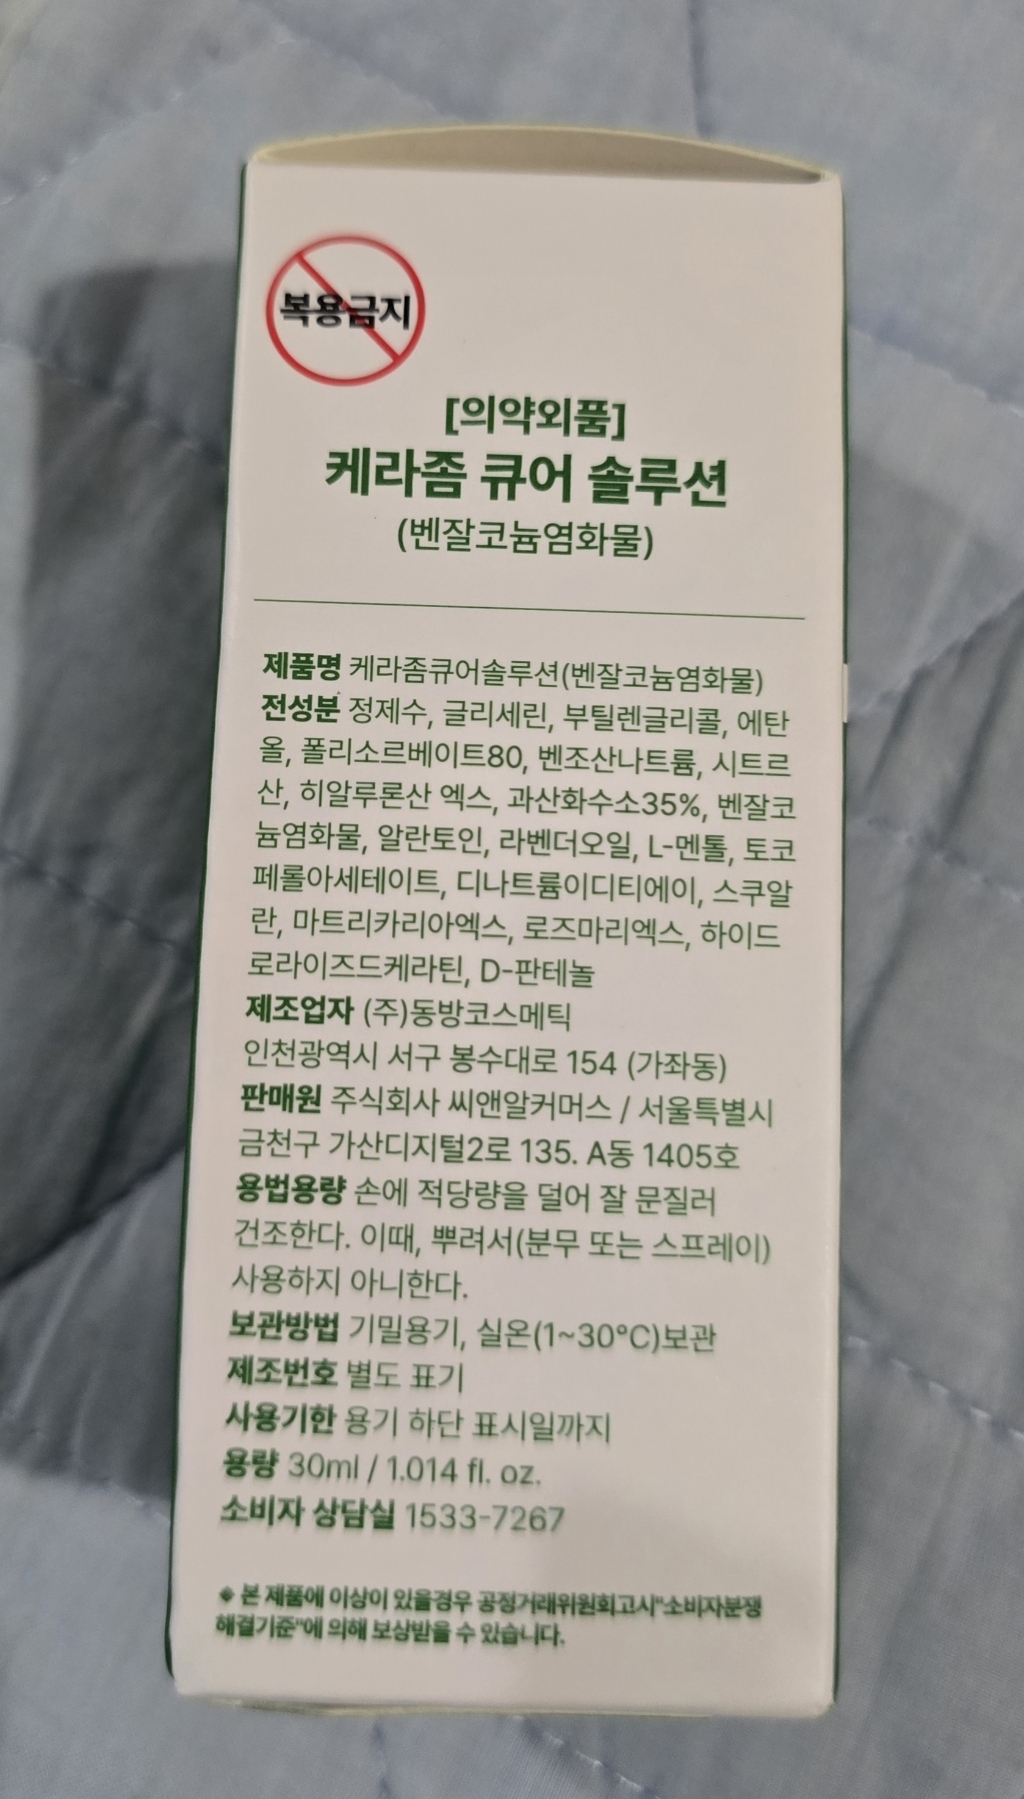 복용금지
[의약외품]
케라좀 큐어 솔루션
(벤잘코늄염화물)
제품명 케라좀큐어솔루션(벤잘코늄염화물)
전성분 정제수, 글리세린, 부틸렌글리콜, 에탄
올, 폴리소르베이트80, 벤조산나트륨, 시트르
산, 히알루론산 엑스, 과산화수소35%, 벤잘코
늄염화물, 알란토인, 라벤더오일, L-멘톨, 토코
페롤아세테이트, 디나트륨이디티에이, 스쿠알
란, 마트리카리아엑스, 로즈마리엑스, 하이드
로라이즈드케라틴, D-판테놀
제조업자 (주)동방코스메틱
인천광역시 서구 봉수대로 154 (가좌동)
판매원 주식회사 씨앤알커머스 / 서울특별시
금천구 가산디지털2로 135. A동 1405호
용법용량 손에 적당량을 덜어 잘 문질러
건조한다. 이때, 뿌려서(분무 또는 스프레이)
사용하지 아니한다.
보관방법 기밀용기, 실온(1~30°C)보관
제조번호 별도 표기
사용기한 용기 하단 표시일까지
용량 30ml / 1.014 fl. oz.
소비자 상담실 1533-7267
◈ 본 제품에 이상이 있을경우 공정거래위원회고시"소비자분쟁
해결기준"에 의해 보상받을 수 있습니다.